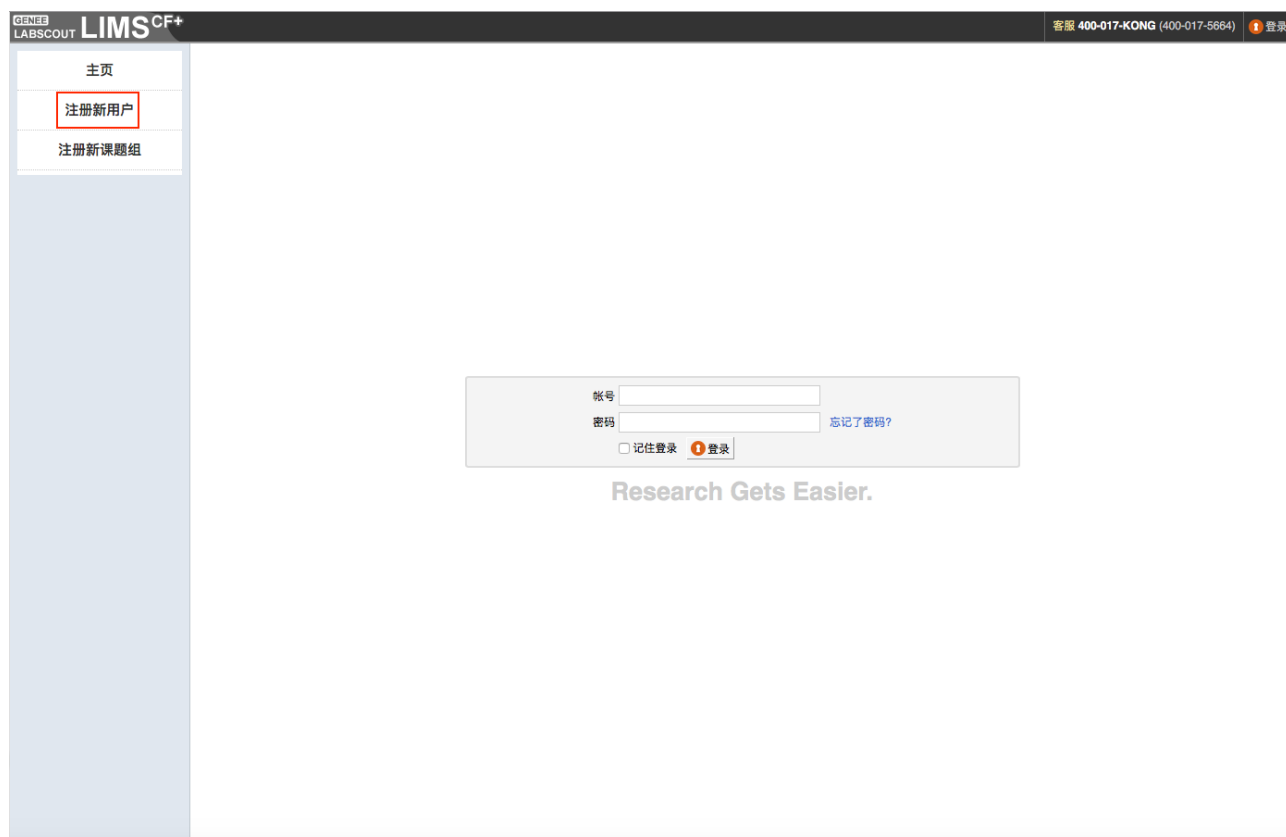 GENEE
LABSCOUT LIMS CF+
客服 400-017-KONG (400-017-5664) 登录
主页
注册新用户
注册新课题组
帐号
密码 忘记了密码?
记住登录 登录
Research Gets Easier.